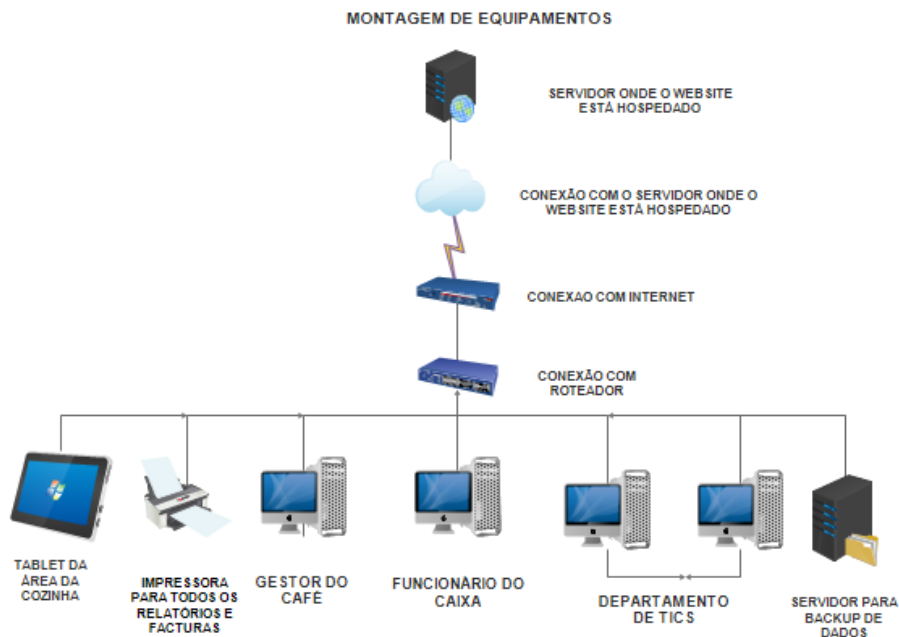 MONTAGEM DE EQUIPAMENTOS
SERVIDOR ONDE O WEBSITE
ESTÁ HOSPEDADO
CONEXÃO COM O SERVIDOR ONDE O
WEBSITE ESTÁ HOSPEDADO
CONEXAO COM INTERNET
CONEXÃO COM
ROTEADOR
TABLET DA
ÁREA DA
COZINHA
IMPRESSORA
PARA TODOS OS
RELATÓRIOS E
FACTURAS
GESTOR DO
CAFÉ
FUNCIONÁRIO DO
CAIXA
DEPARTAMENTO
DE TICS
SERVIDOR PARA
BACKUP DE
DADOS